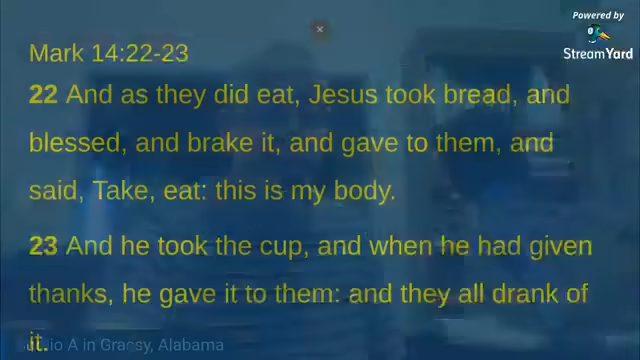 Powered by
StreamYard
Mark 14:22-23
22 And as they did eat, Jesus took bread, and
blessed, and brake it, and gave to them, and
said, Take, eat: this is my body.
23 And he took the cup, and when he had given
thanks, he gave it to them: and they all drank of
it.
A in Grassy, Alabama